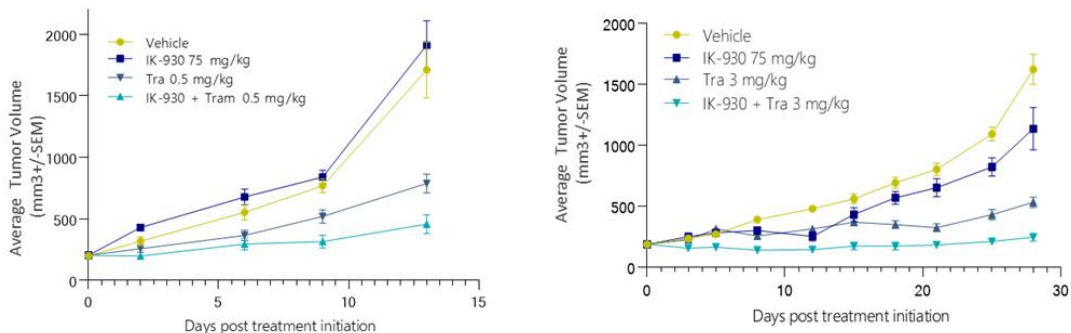 2000
1500
1000
500
0
0
5
10
15
Average Tumor Volume
(mm3+/-SEM)
Days post treatment initiation
Vehicle
IK-930 75 mg/kg
Tra 0.5 mg/kg
IK-930 + Tram 0.5 mg/kg
2000
1500
1000
500
0
0
10
20
30
Average Tumor Volume
(mm3+/-SEM)
Days post treatment initiation
Vehicle
IK-930 75 mg/kg
Tra 3 mg/kg
IK-930 + Tra 3 mg/kg